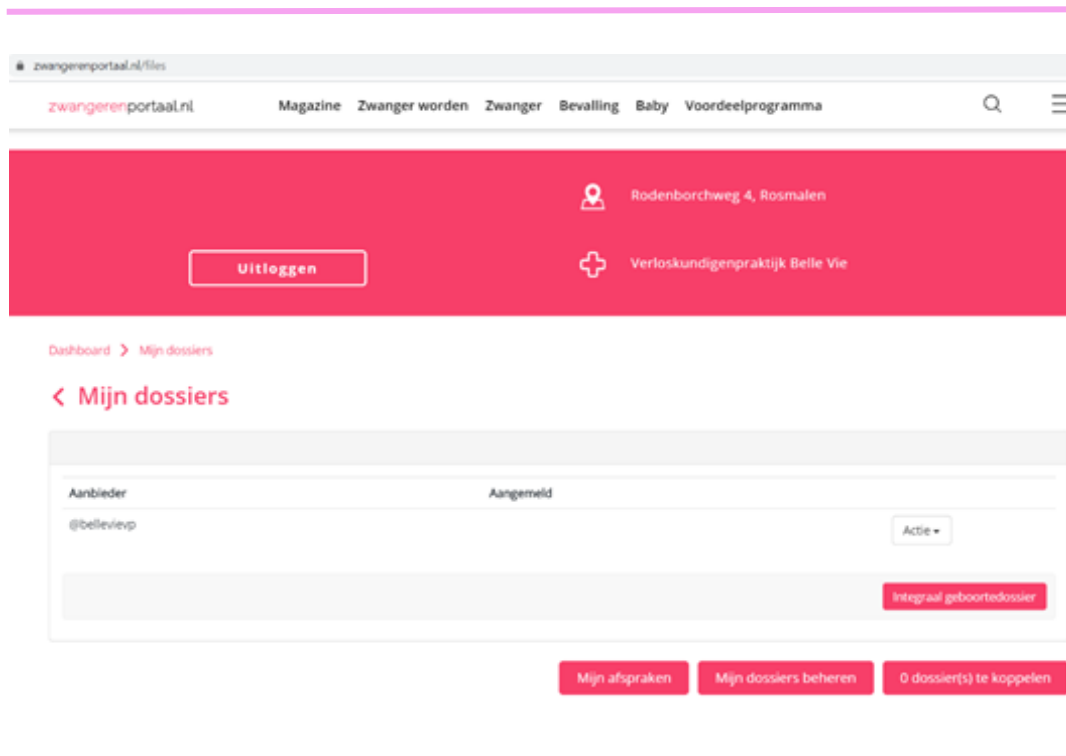 zwangerenportaal.nl/files
zwangerenportaal.nl Magazine Zwanger worden Zwanger Bevalling Baby Voordeelprogramma
Rodenborchweg 4, Rosmalen
Uitloggen
Verloskundigenpraktijk Belle Vie
Dashboard > Mijn dossiers
< Mijn dossiers
Aanbieder Aangemeld
@bellevievp Actie
Integraal geboortedossier
Mijn afspraken Mijn dossiers beheren 0 dossier(s) te koppelen